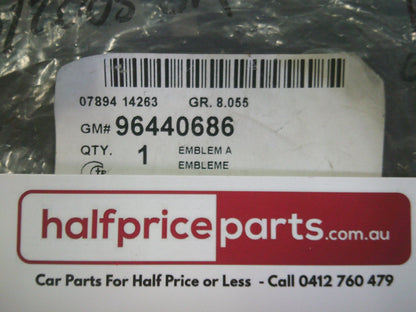 07894 14263 GR. 8.055
GM# 96440686
QTY. 1 EMBLEM A
EMBLEME
halfpriceparts.com.au
Car Parts For Half Price or Less - Call 0412 760 479